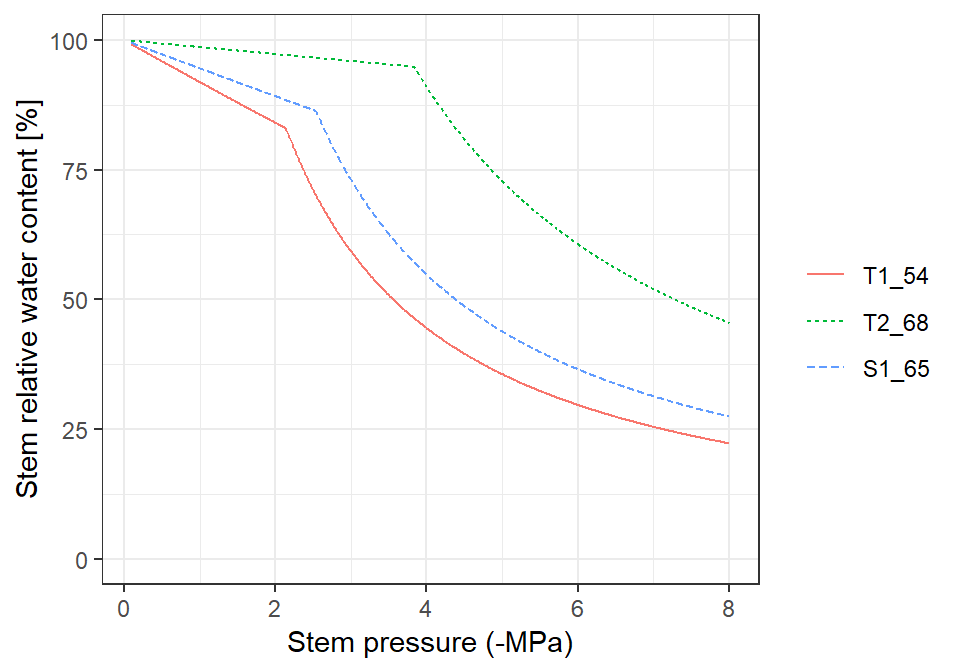 Stem relative water content [%]
100
75
50
25
0
0 2 4 6 8
Stem pressure (-MPa)
T1_54
T2_68
S1_65